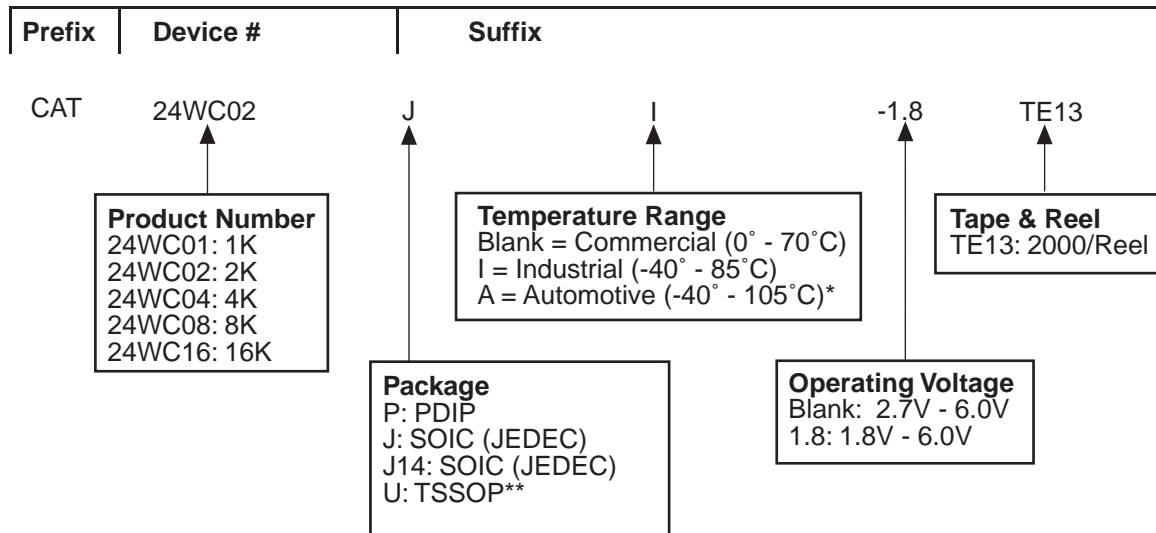 Prefix Device # Suffix
CAT 24WC02 J I -1.8 TE13
Product Number
24WC01: 1K
24WC02: 2K
24WC04: 4K
24WC08: 8K
24WC16: 16K
Temperature Range
Blank = Commercial (0˚ - 70˚C)
I = Industrial (-40˚ - 85˚C)
A = Automotive (-40˚ - 105˚C)*
Tape & Reel
TE13: 2000/Reel
Package
P: PDIP
J: SOIC (JEDEC)
J14: SOIC (JEDEC)
U: TSSOP**
Operating Voltage
Blank: 2.7V - 6.0V
1.8: 1.8V - 6.0V